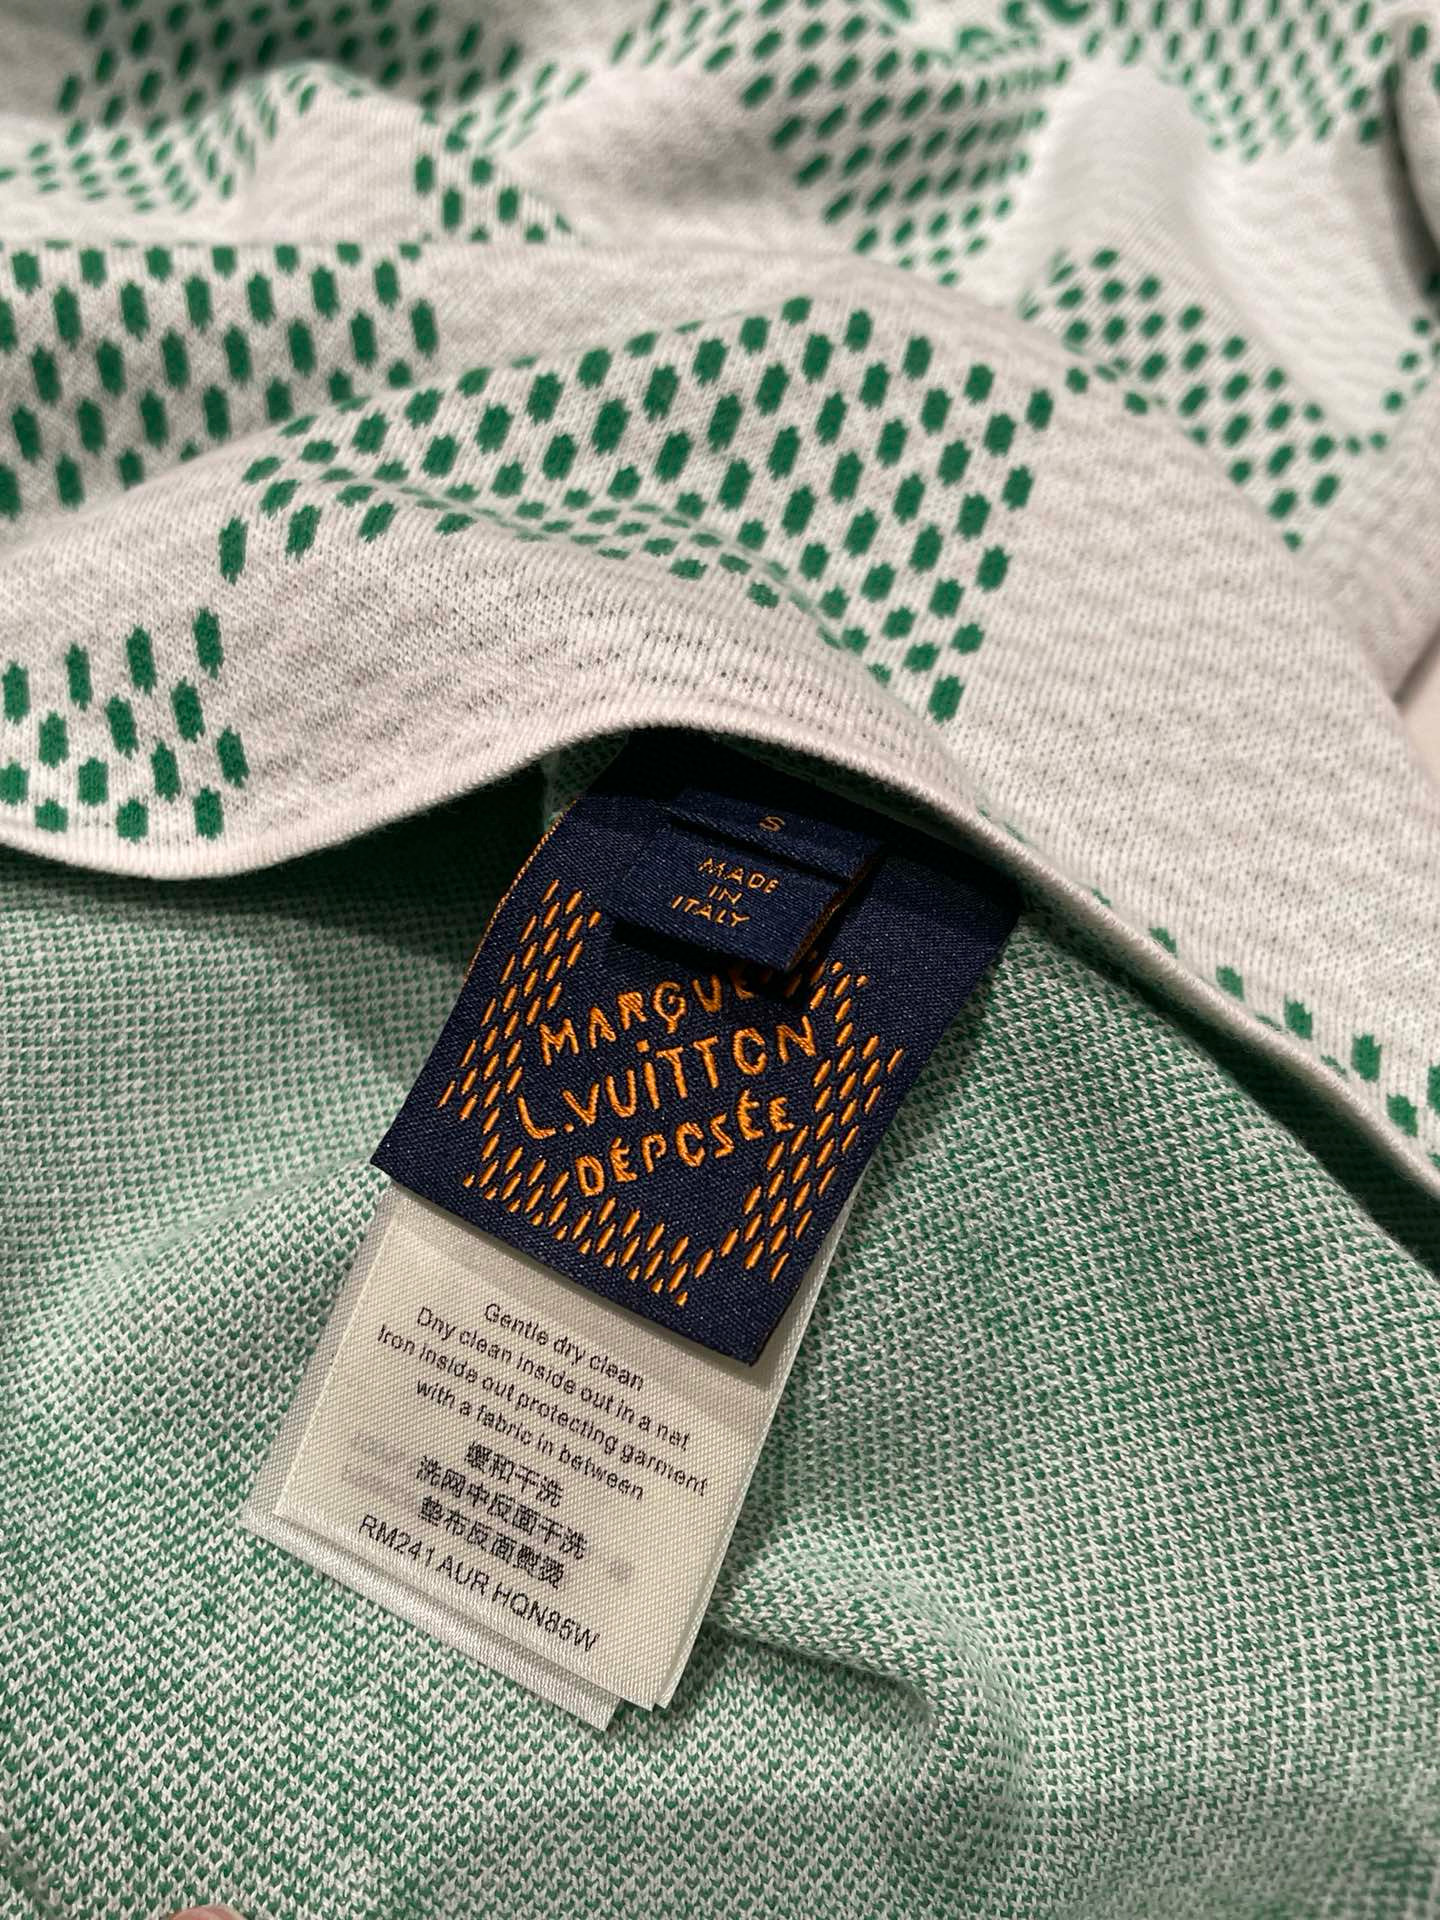 S
MADE
IN
ITALY
MARQUE
L.VUiTTON
DÉPOSÉE
Gentle dry clean
Dry clean inside out in a net
Iron inside out protecting garment
with a fabric in between
缓和干洗
洗网中反面干洗
垫布反面熨烫
RM241 AUR HQN85W